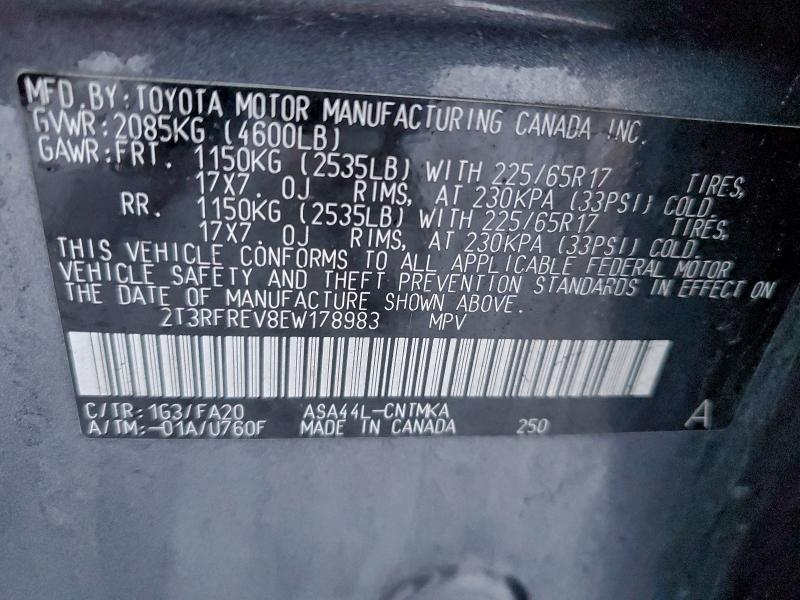 MFD. BY: TOYOTA MOTOR MANUFACTURING CANADA INC.
GVWR: 2085KG (4600LB)
GAWR: FRT. 1150KG (2535LB) WITH 225/65R17 TIRES,
17X7.0J RIMS, AT 230KPA (33PSI) COLD.
RR. 1150KG (2535LB) WITH 225/65R17 TIRES,
17X7.0J RIMS, AT 230KPA (33PSI) COLD.
THIS VEHICLE CONFORMS TO ALL APPLICABLE FEDERAL MOTOR
VEHICLE SAFETY AND THEFT PREVENTION STANDARDS IN EFFECT ON
THE DATE OF MANUFACTURE SHOWN ABOVE.
2T3RFREV8EW178983 MPV
C/TR: 1G3/FA20 ASA44L-CNTMKA
A/TM: -01A/U760F MADE IN CANADA 250 A